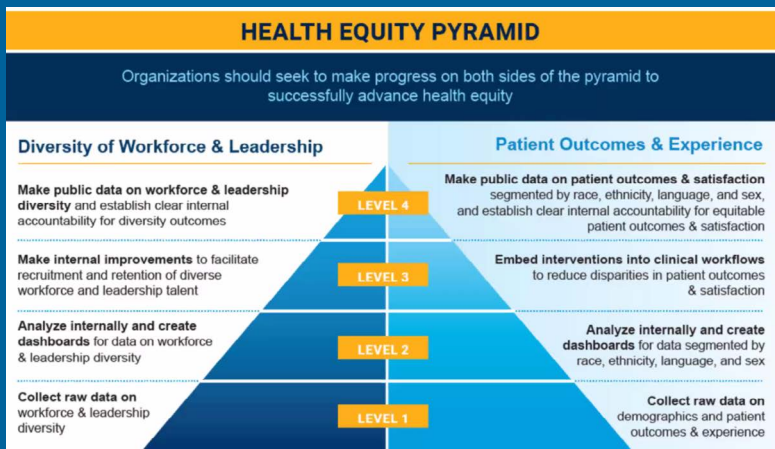 HEALTH EQUITY PYRAMID
Organizations should seek to make progress on both sides of the pyramid to
successfully advance health equity
Diversity of Workforce & Leadership
Patient Outcomes & Experience
Make public data on workforce & leadership
diversity and establish clear internal
accountability for diversity outcomes
LEVEL 4
Make public data on patient outcomes & satisfaction
segmented by race, ethnicity, language, and sex,
and establish clear internal accountability for equitable
patient outcomes & satisfaction
Make internal improvements to facilitate
recruitment and retention of diverse
workforce and leadership talent
LEVEL 3
Embed interventions into clinical workflows
to reduce disparities in patient outcomes
& satisfaction
Analyze internally and create
dashboards for data on workforce
& leadership diversity
LEVEL 2
Analyze internally and create
dashboards for data segmented by
race, ethnicity, language, and sex
Collect raw data on
workforce & leadership
diversity
LEVEL 1
Collect raw data on
demographics and patient
outcomes & experience